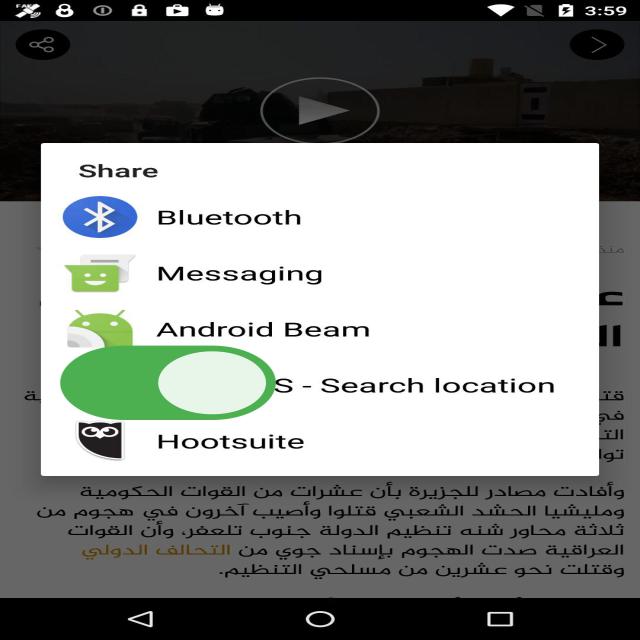 3:59
Share
Bluetooth
Messaging
Android Beam
S - Search location
Hootsuite
وأفادت مصادر للجزيرة بأن عشرات من القوات الحكومية
ومليشيا الحشد الشعبي قتلوا وأصيب آخرون في هجوم من
ثلاثة محاور شنه تنظيم الدولة جنوب تلعفر، وأن القوات
العراقية صدت الهجوم بإسناد جوي من التحالف الدولي
وقتلت نحو عشرين من مسلحي التنظيم.